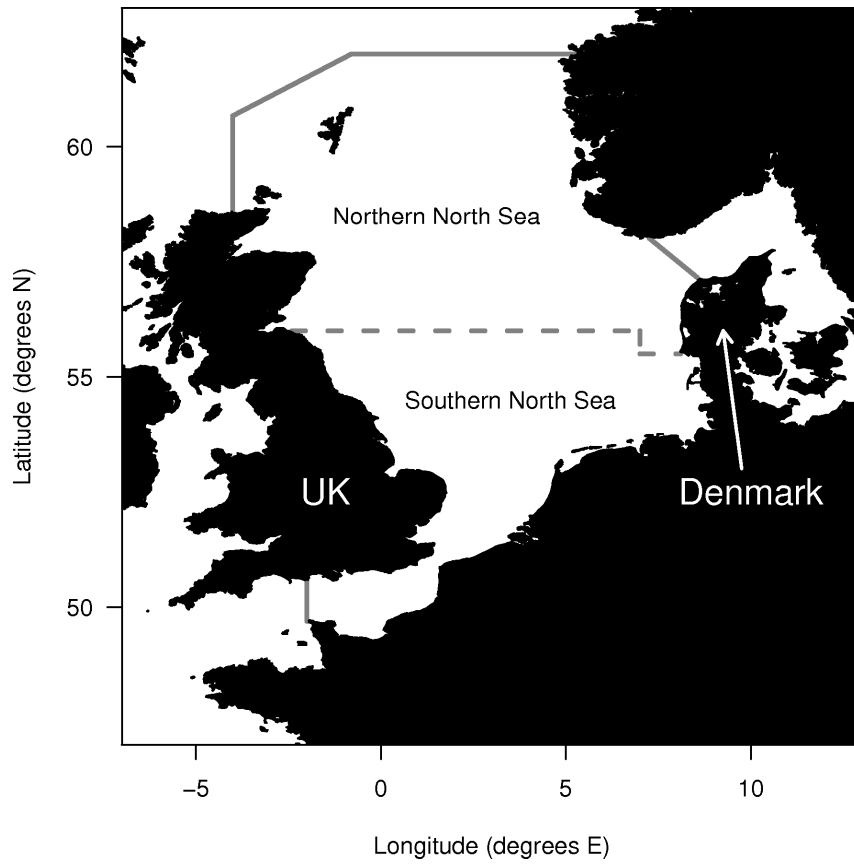 60
Northern North Sea
55
Southern North Sea
UK
Denmark
50
−5
0
5
10
Latitude (degrees N)
Longitude (degrees E)